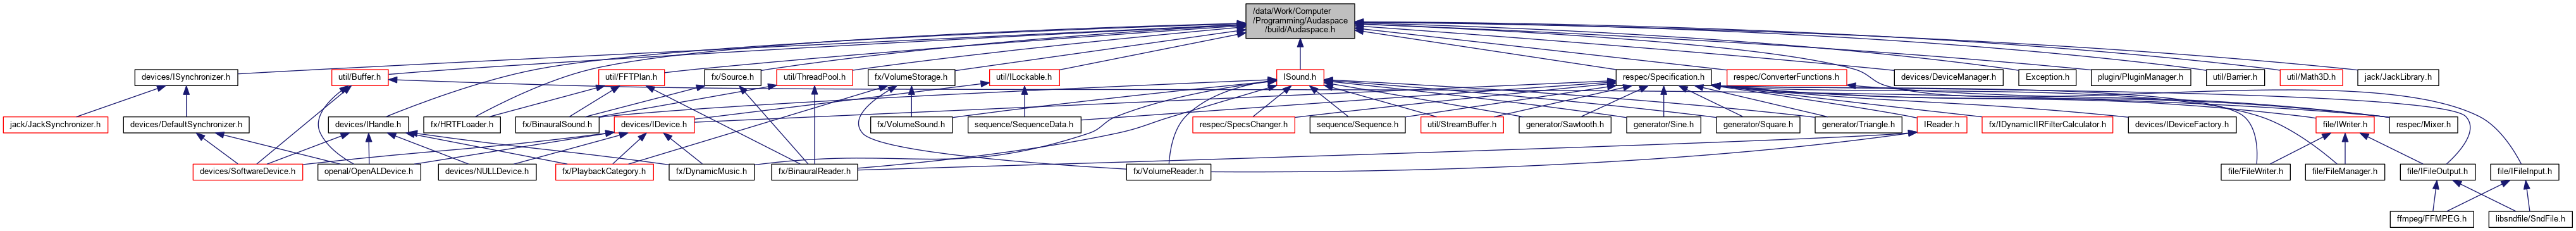 /data/Work/Computer
/Programming/Audaspace
/build/Audaspace.h
devices/ISynchronizer.h
util/Buffer.h
util/FFTPlan.h
fx/Source.h
util/ThreadPool.h
fx/VolumeStorage.h
util/ILockable.h
ISound.h
respec/Specification.h
respec/ConverterFunctions.h
devices/DeviceManager.h
Exception.h
plugin/PluginManager.h
util/Barrier.h
util/Math3D.h
jack/JackLibrary.h
jack/JackSynchronizer.h
devices/DefaultSynchronizer.h
devices/IHandle.h
fx/HRTFLoader.h
fx/BinauralSound.h
devices/IDevice.h
fx/VolumeSound.h
sequence/SequenceData.h
respec/SpecsChanger.h
sequence/Sequence.h
util/StreamBuffer.h
generator/Sawtooth.h
generator/Sine.h
generator/Square.h
generator/Triangle.h
IReader.h
fx/IDynamicIIRFilterCalculator.h
devices/IDeviceFactory.h
file/IWriter.h
respec/Mixer.h
devices/SoftwareDevice.h
openal/OpenALDevice.h
devices/NULLDevice.h
fx/PlaybackCategory.h
fx/DynamicMusic.h
fx/BinauralReader.h
fx/VolumeReader.h
file/FileWriter.h
file/FileManager.h
file/IFileOutput.h
file/IFileInput.h
ffmpeg/FFMPEG.h
libsndfile/SndFile.h